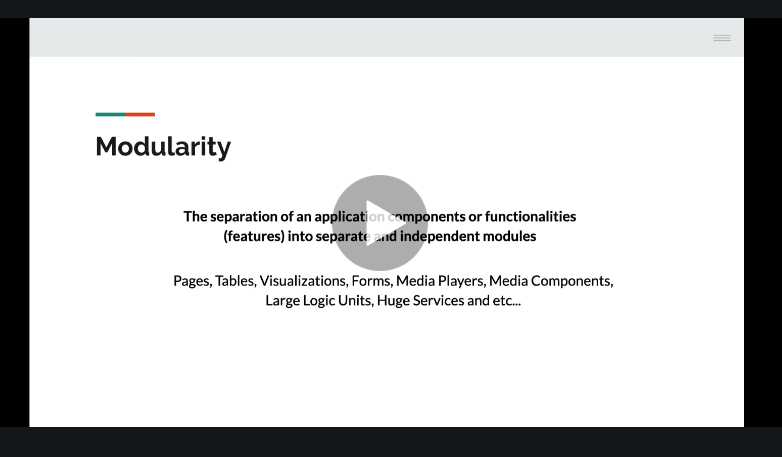 Modularity
The separation of an application components or functionalities
(features) into separate and independent modules
Pages, Tables, Visualizations, Forms, Media Players, Media Components,
Large Logic Units, Huge Services and etc...